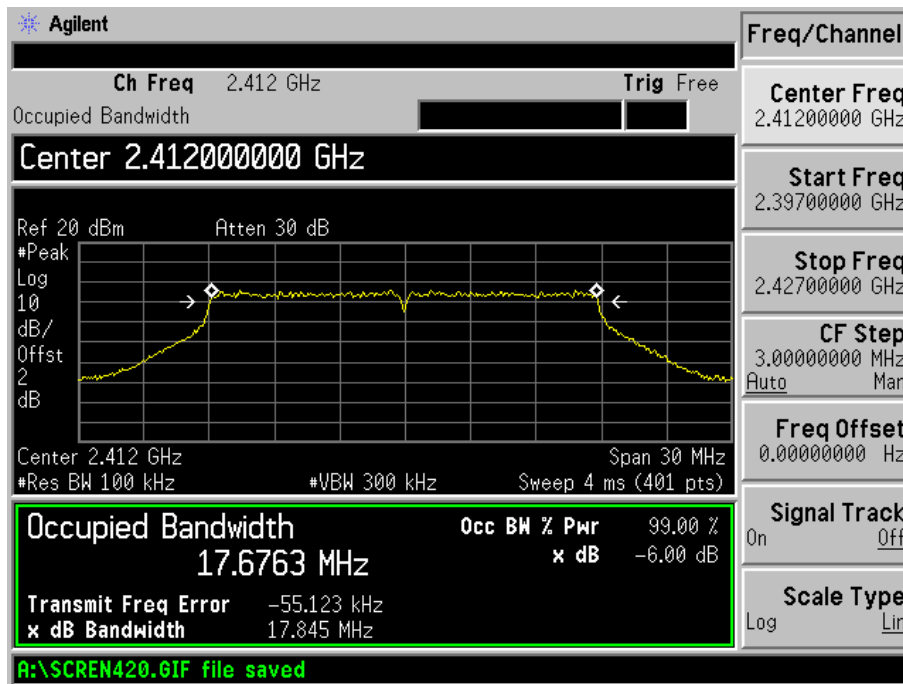 Agilent
Freq/Channel
Ch Freq 2.412 GHz Trig Free
Occupied Bandwidth
Center 2.412000000 GHz
Ref 20 dBm Atten 30 dB
#Peak
Log
10
dB/
Offst
2
dB
Center 2.412 GHz Span 30 MHz
#Res BW 100 kHz #VBW 300 kHz Sweep 4 ms (401 pts)
Occupied Bandwidth
17.6763 MHz
Occ BW % Pwr 99.00 %
x dB -6.00 dB
Transmit Freq Error -55.123 kHz
x dB Bandwidth 17.845 MHz
A:\SCREN420.GIF file saved
Center Freq
2.41200000 GHz
Start Freq
2.39700000 GHz
Stop Freq
2.42700000 GHz
CF Step
3.00000000 MHz
Auto Man
Freq Offset
0.00000000 Hz
Signal Track
On Off
Scale Type
Log Lin